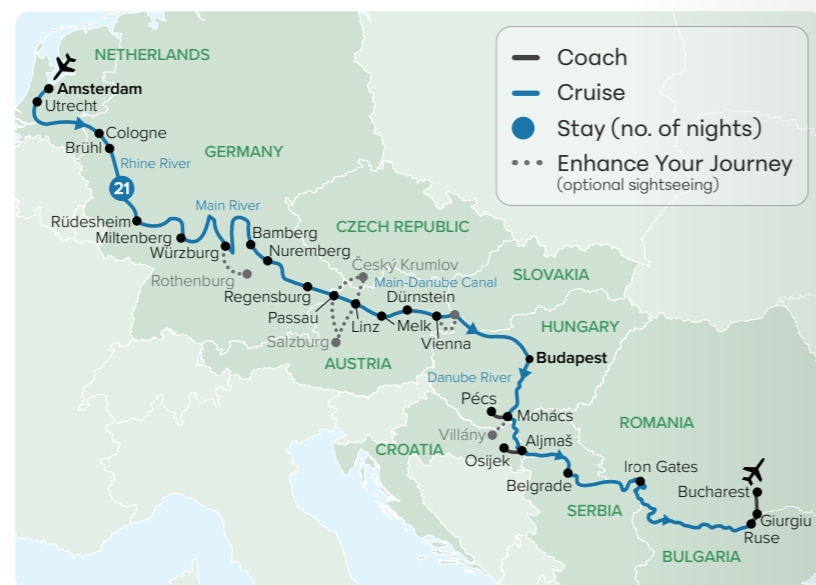 NETHERLANDS
Amsterdam
Utrecht
Cologne
Brühl
GERMANY
Rhine River
21
Main River
Rüdesheim
Miltenberg
Würzburg
Bamberg
Nuremberg
Rothenburg
CZECH REPUBLIC
Český Krumlov
Main-Danube Canal
SLOVAKIA
Regensburg
Dürnstein
Passau
Linz
Melk
Vienna
HUNGARY
Salzburg
AUSTRIA
Budapest
Danube River
Pécs
Mohács
ROMANIA
Villány
Aljmaš
CROATIA
Osijek
Iron Gates
Belgrade
Bucharest
SERBIA
Giurgiu
Ruse
BULGARIA
Coach
Cruise
Stay (no. of nights)
Enhance Your Journey
(optional sightseeing)